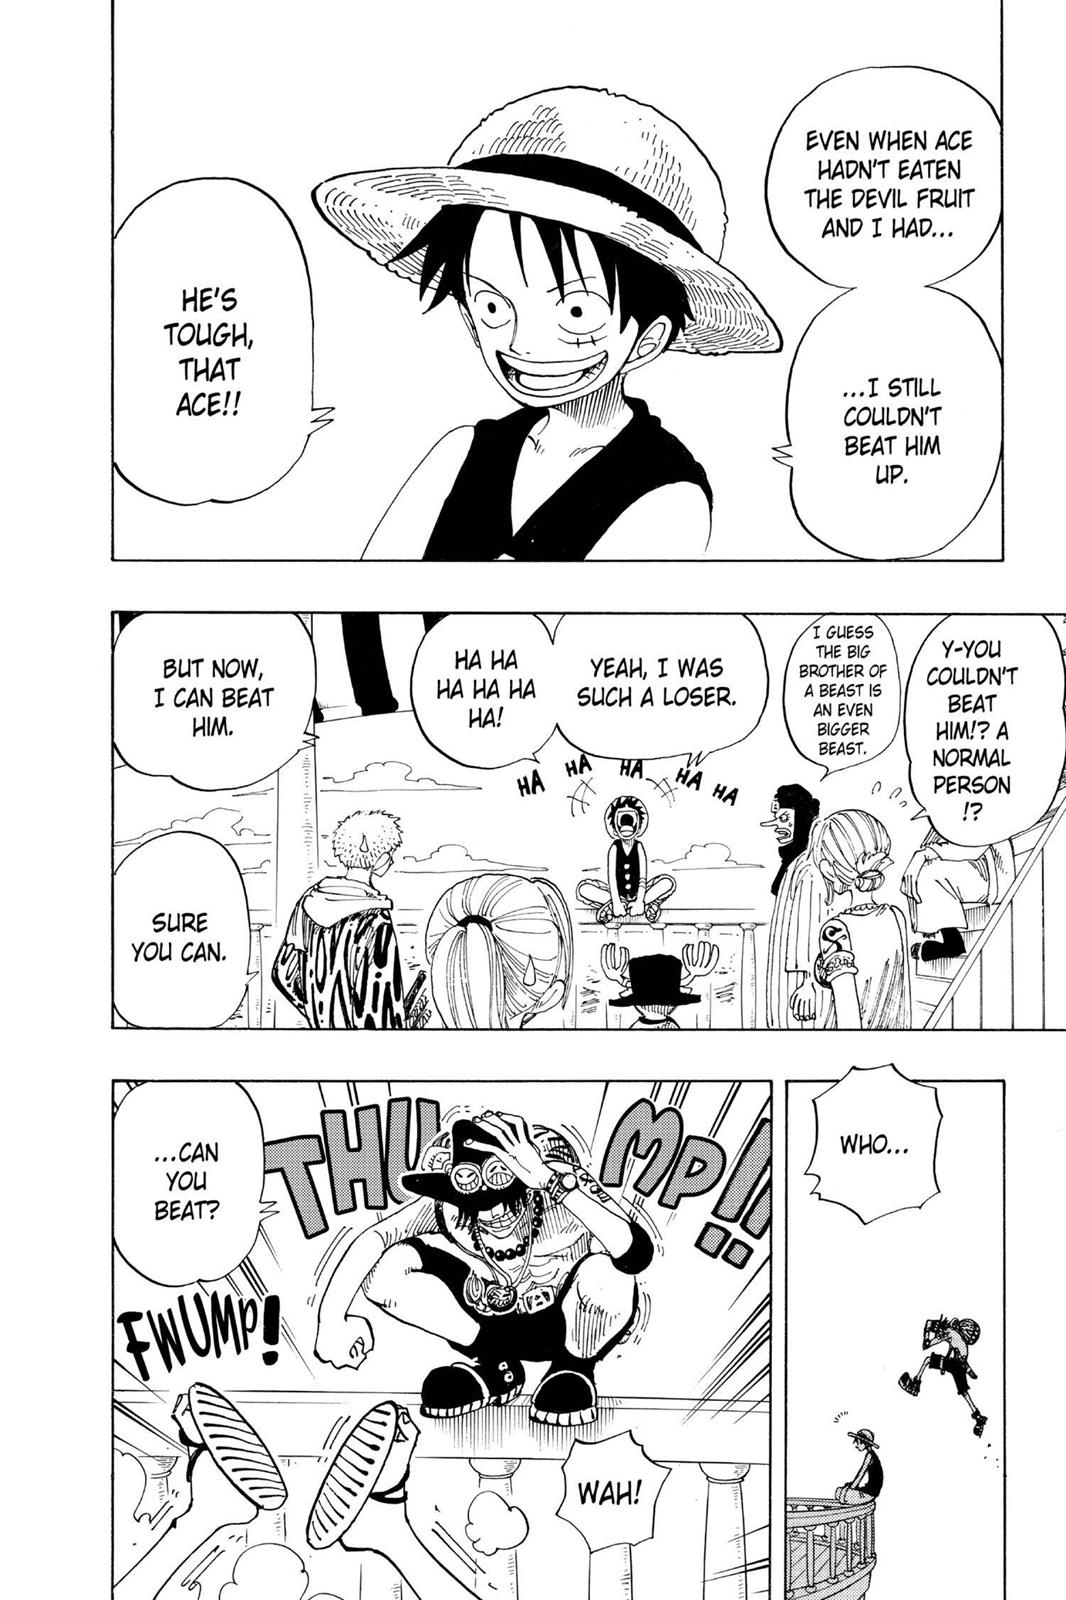 EVEN WHEN ACE
HADN'T EATEN
THE DEVIL FRUIT
AND I HAD...
...I STILL
COULDN'T
BEAT HIM
UP.
HE'S
TOUGH,
THAT
ACE!!
Y-YOU
COULDN'T
BEAT
HIM!? A
NORMAL
PERSON
!?
I GUESS
THE BIG
BROTHER OF
A BEAST IS
AN EVEN
BIGGER
BEAST.
YEAH, I WAS
SUCH A LOSER.
HA HA
HA HA HA
HA!
HA HA HA HA HA
BUT NOW,
I CAN BEAT
HIM.
SURE
YOU CAN.
WHO...
...CAN
YOU
BEAT?
THUMP!!
FWUMP!
WAH!